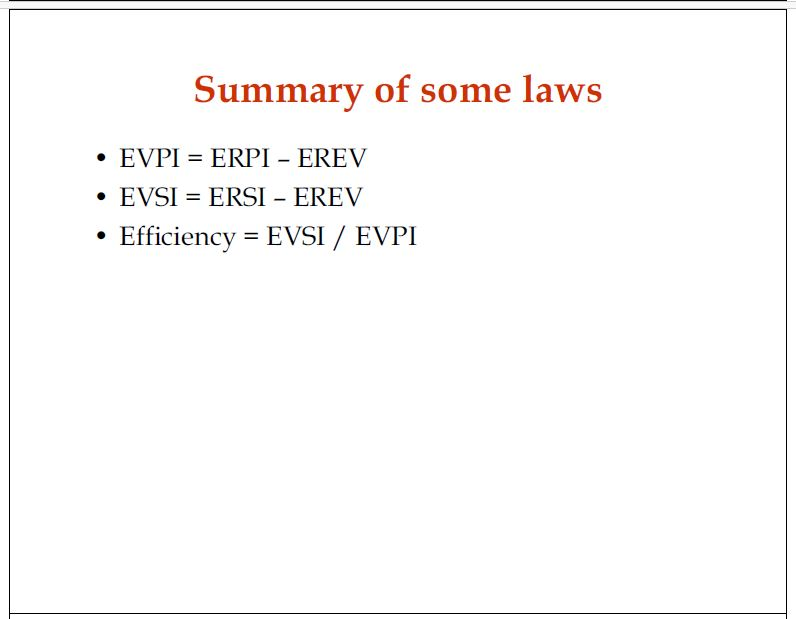 Summary of some laws
• EVPI = ERPI – EREV
• EVSI = ERSI – EREV
• Efficiency = EVSI / EVPI